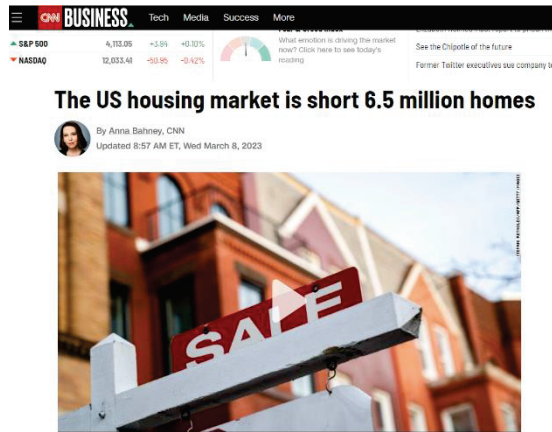 CNN BUSINESS Tech Media Success More
S&P 500 4,113.05 +3.94 +0.10%
NASDAQ 12,033.41 -50.95 -0.42%
What emotion is driving the market
now? Click here to see today's
reading
See the Chipotle of the future
Former Twitter executives sue company
The US housing market is short 6.5 million homes
By Anna Bahney, CNN
Updated 8:57 AM ET, Wed March 8, 2023
SALE